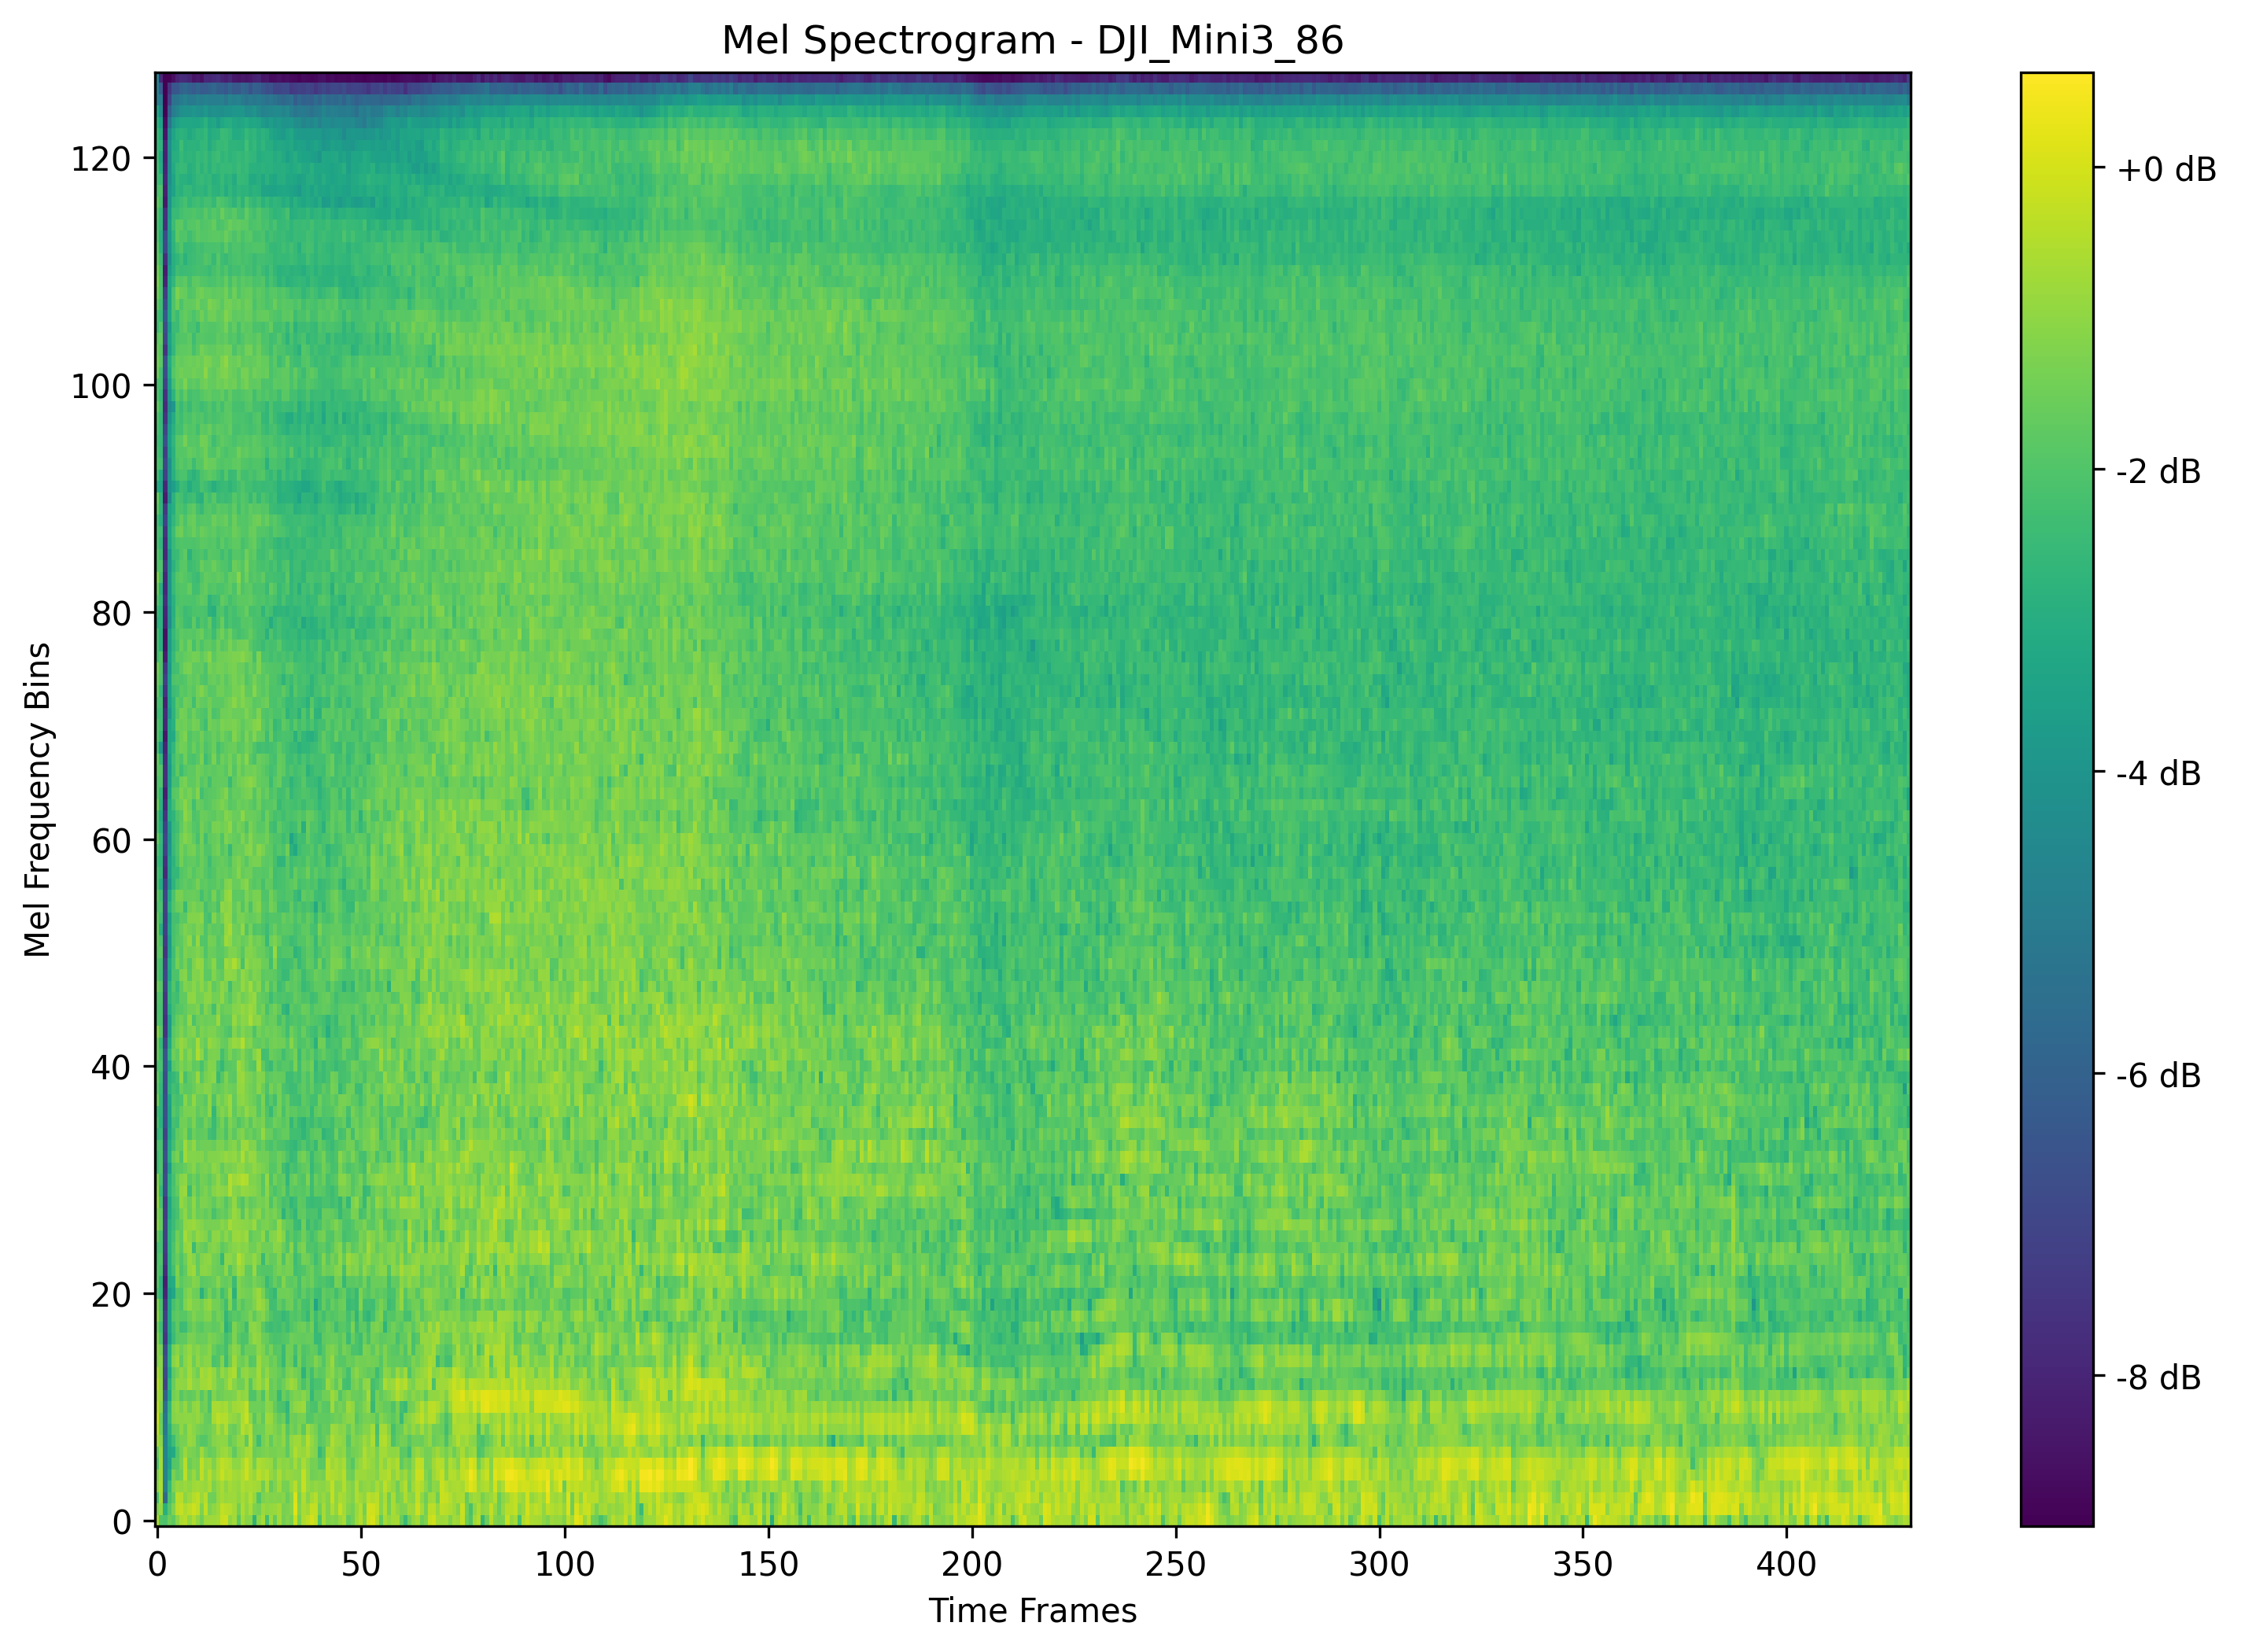 Mel Spectrogram - DJI_Mini3_86
Mel Frequency Bins
120
100
80
60
40
20
0
0 50 100 150 200 250 300 350 400
Time Frames
+0 dB
-2 dB
-4 dB
-6 dB
-8 dB